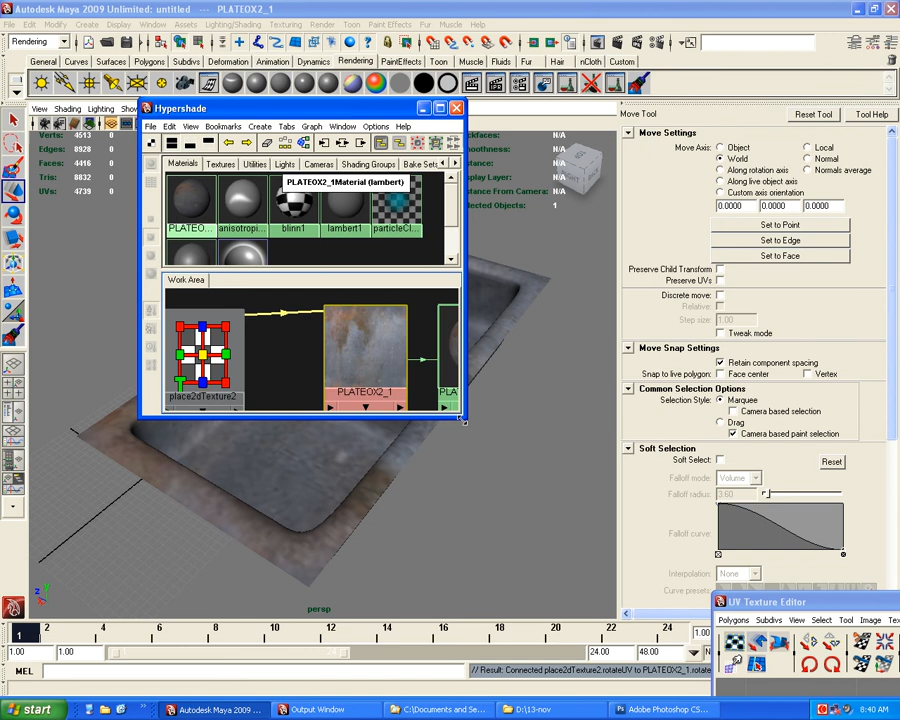 Autodesk Maya 2009 Unlimited: untitled --- PLATEOX2_1
File Edit Modify Create Display Window Assets Lighting/Shading Texturing Render Toon Paint Effects Fur Muscle Help
Rendering
General Curves Surfaces Polygons Subdivs Deformation Animation Dynamics Rendering PaintEffects Toon Muscle Fluids Fur Hair nCloth Custom
View Shading Lighting Show
Verts: 4513 0
Edges: 8928 0
Faces: 4416 0
Tris: 8832 0
UVs: 4739 0
N/A
N/A
N/A
N/A
1
Hypershade
File Edit View Bookmarks Create Tabs Graph Window Options Help
Materials Textures Utilities Lights Cameras Shading Groups Bake Sets
PLATEOX2_1Material (lambert)
PLATEO... anisotropi... blinn1 lambert1 particleCl...
Work Area
place2dTexture2
PLATEOX2_1
persp
Move Tool
Reset Tool
Tool Help
Move Settings
Move Axis: Object Local
World Normal
Along rotation axis Normals average
Along live object axis
Custom axis orientation
0.0000 0.0000 0.0000
Set to Point
Set to Edge
Set to Face
Preserve Child Transform
Preserve UVs
Discrete move:
Relative:
Step size: 1.00
Tweak mode
Move Snap Settings
Retain component spacing
Snap to live polygon: Face center Vertex
Common Selection Options
Selection Style: Marquee
Camera based selection
Drag
Camera based paint selection
Soft Selection
Soft Select:
Reset
Falloff mode: Volume
Falloff radius: 3.60
Falloff curve:
Interpolation: None
Curve presets:
UV Texture Editor
Polygons Subdivs View Select Tool Image
1 2 4 6 8 10 12 14 16 18 20 22 24
1.00
1.00 1.00 24 24.00 48.00
MEL
// Result: Connected place2dTexture2.rotateUV to PLATEOX2_1.rotate
start
Autodesk Maya 2009 ...
Output Window
C:\Documents and Se...
D:\13-nov
Adobe Photoshop CS...
8:40 AM